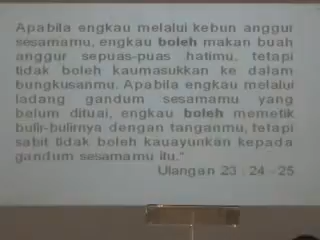 Apabila engkau melalui kebun anggur
sesamamu, engkau boleh makan buah
anggur sepuas-puas hatimu, tetapi
tidak boleh kaumasukkan ke dalam
bungkusanmu. Apabila engkau melalui
ladang gandum sesamamu yang
belum dituai, engkau boleh memetik
bulir-bulirnya dengan tanganmu, tetapi
sabit tidak boleh kauayunkan kepada
gandum sesamamu itu."
Ulangan 23 : 24 - 25